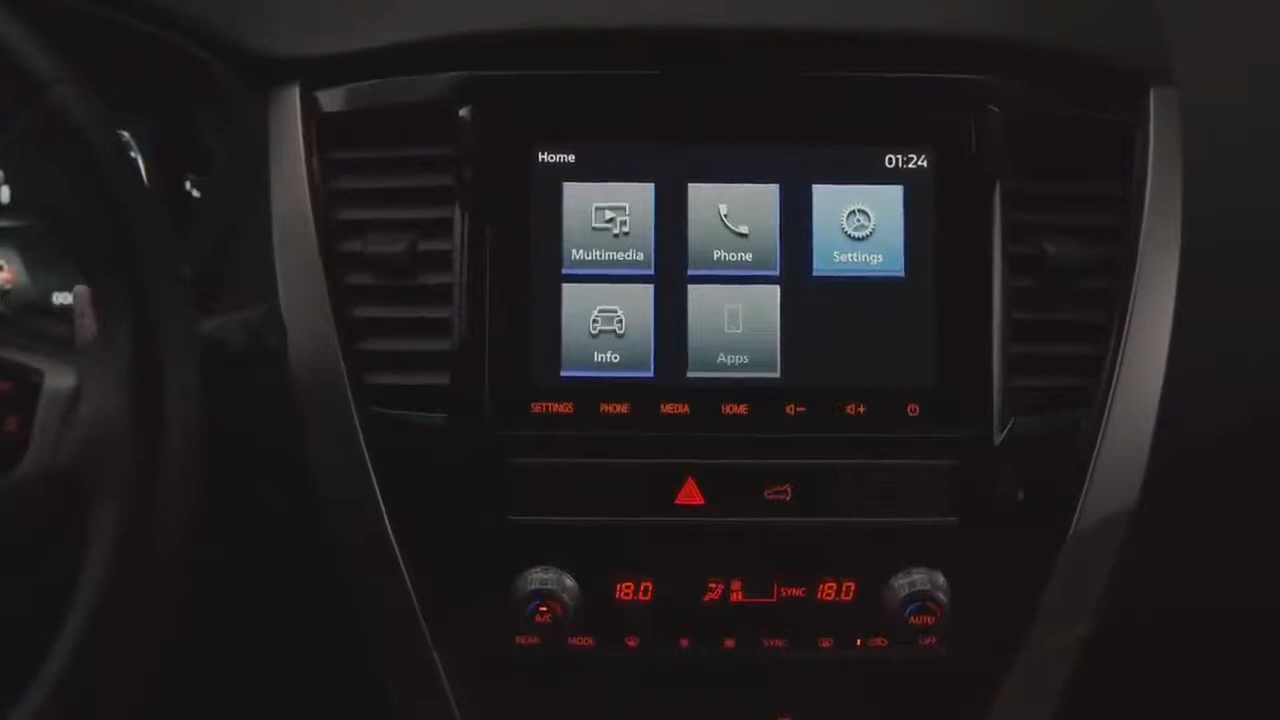 Home 01:24
Multimedia Phone Settings
Info Apps
SETTINGS PHONE MEDIA HOME
18.0 SYNC 18.0
A/C AUTO
REAR MODE SYNC OFF